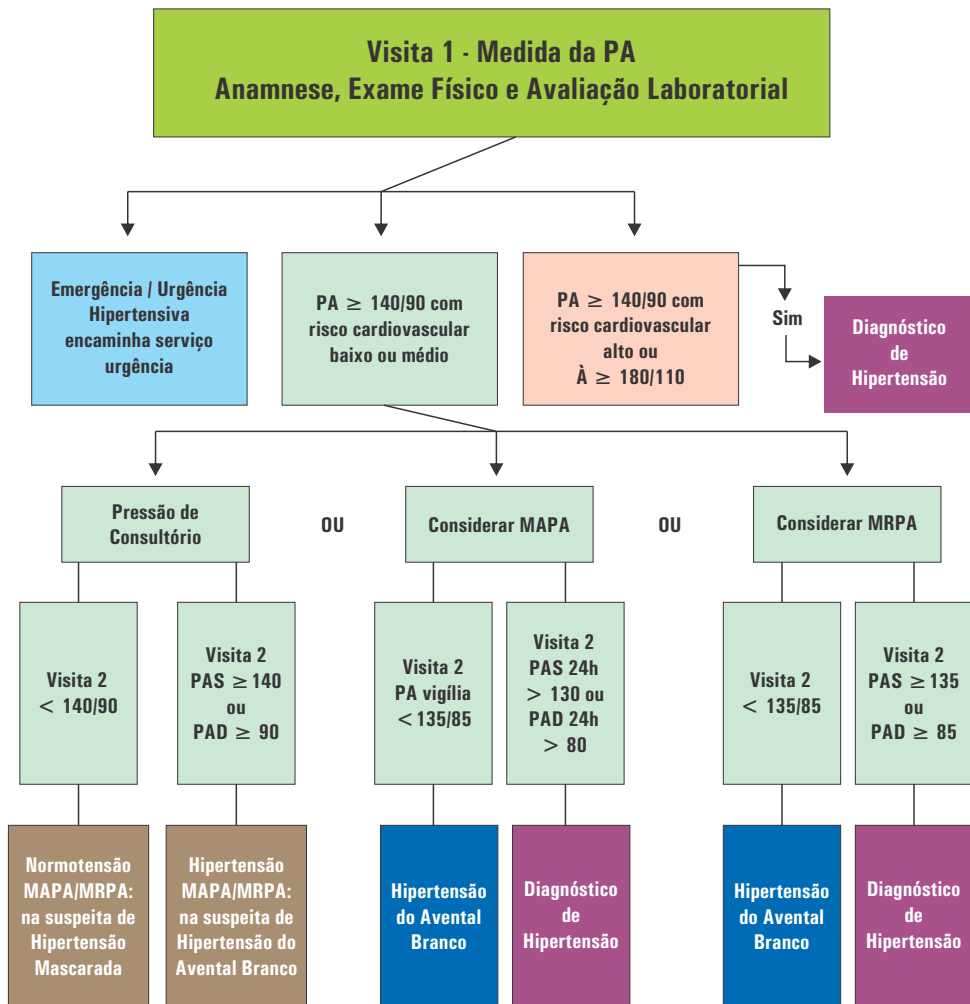 Visita 1 - Medida da PA
Anamnese, Exame Físico e Avaliação Laboratorial
Emergência / Urgência
Hipertensiva
encaminha serviço
urgência
PA ≥ 140/90 com
risco cardiovascular
baixo ou médio
PA ≥ 140/90 com
risco cardiovascular
alto ou
À ≥ 180/110
Sim
Diagnóstico
de
Hipertensão
Pressão de
Consultório
OU
Considerar MAPA
OU
Considerar MRPA
Visita 2
< 140/90
Visita 2
PAS ≥ 140
ou
PAD ≥ 90
Visita 2
PA vigília
< 135/85
Visita 2
PAS 24h
> 130 ou
PAD 24h
> 80
Visita 2
< 135/85
Visita 2
PAS ≥ 135
ou
PAD ≥ 85
Normotensão
MAPA/MRPA:
na suspeita de
Hipertensão
Mascarada
Hipertensão
MAPA/MRPA:
na suspeita de
Hipertensão do
Avental Branco
Hipertensão
do Avental
Branco
Diagnóstico
de
Hipertensão
Hipertensão
do Avental
Branco
Diagnóstico
de
Hipertensão